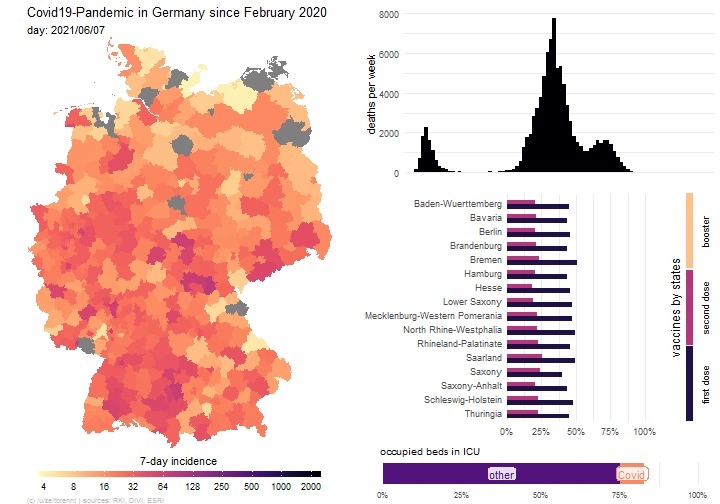 Covid19-Pandemic in Germany since February 2020
day: 2021/06/07
7-day incidence
4 8 16 32 64 125 250 500 1000 2000
(c) /u/zeitbrennt | sources: RKI, DIVI, ESRI
deaths per week
8000
6000
4000
2000
0
Baden-Wuerttemberg
Bavaria
Berlin
Brandenburg
Bremen
Hamburg
Hesse
Lower Saxony
Mecklenburg-Western Pomerania
North Rhine-Westphalia
Rhineland-Palatinate
Saarland
Saxony
Saxony-Anhalt
Schleswig-Holstein
Thuringia
0% 25% 50% 75% 100%
vaccines by states
booster
second dose
first dose
occupied beds in ICU
other Covid
0% 25% 50% 75% 100%